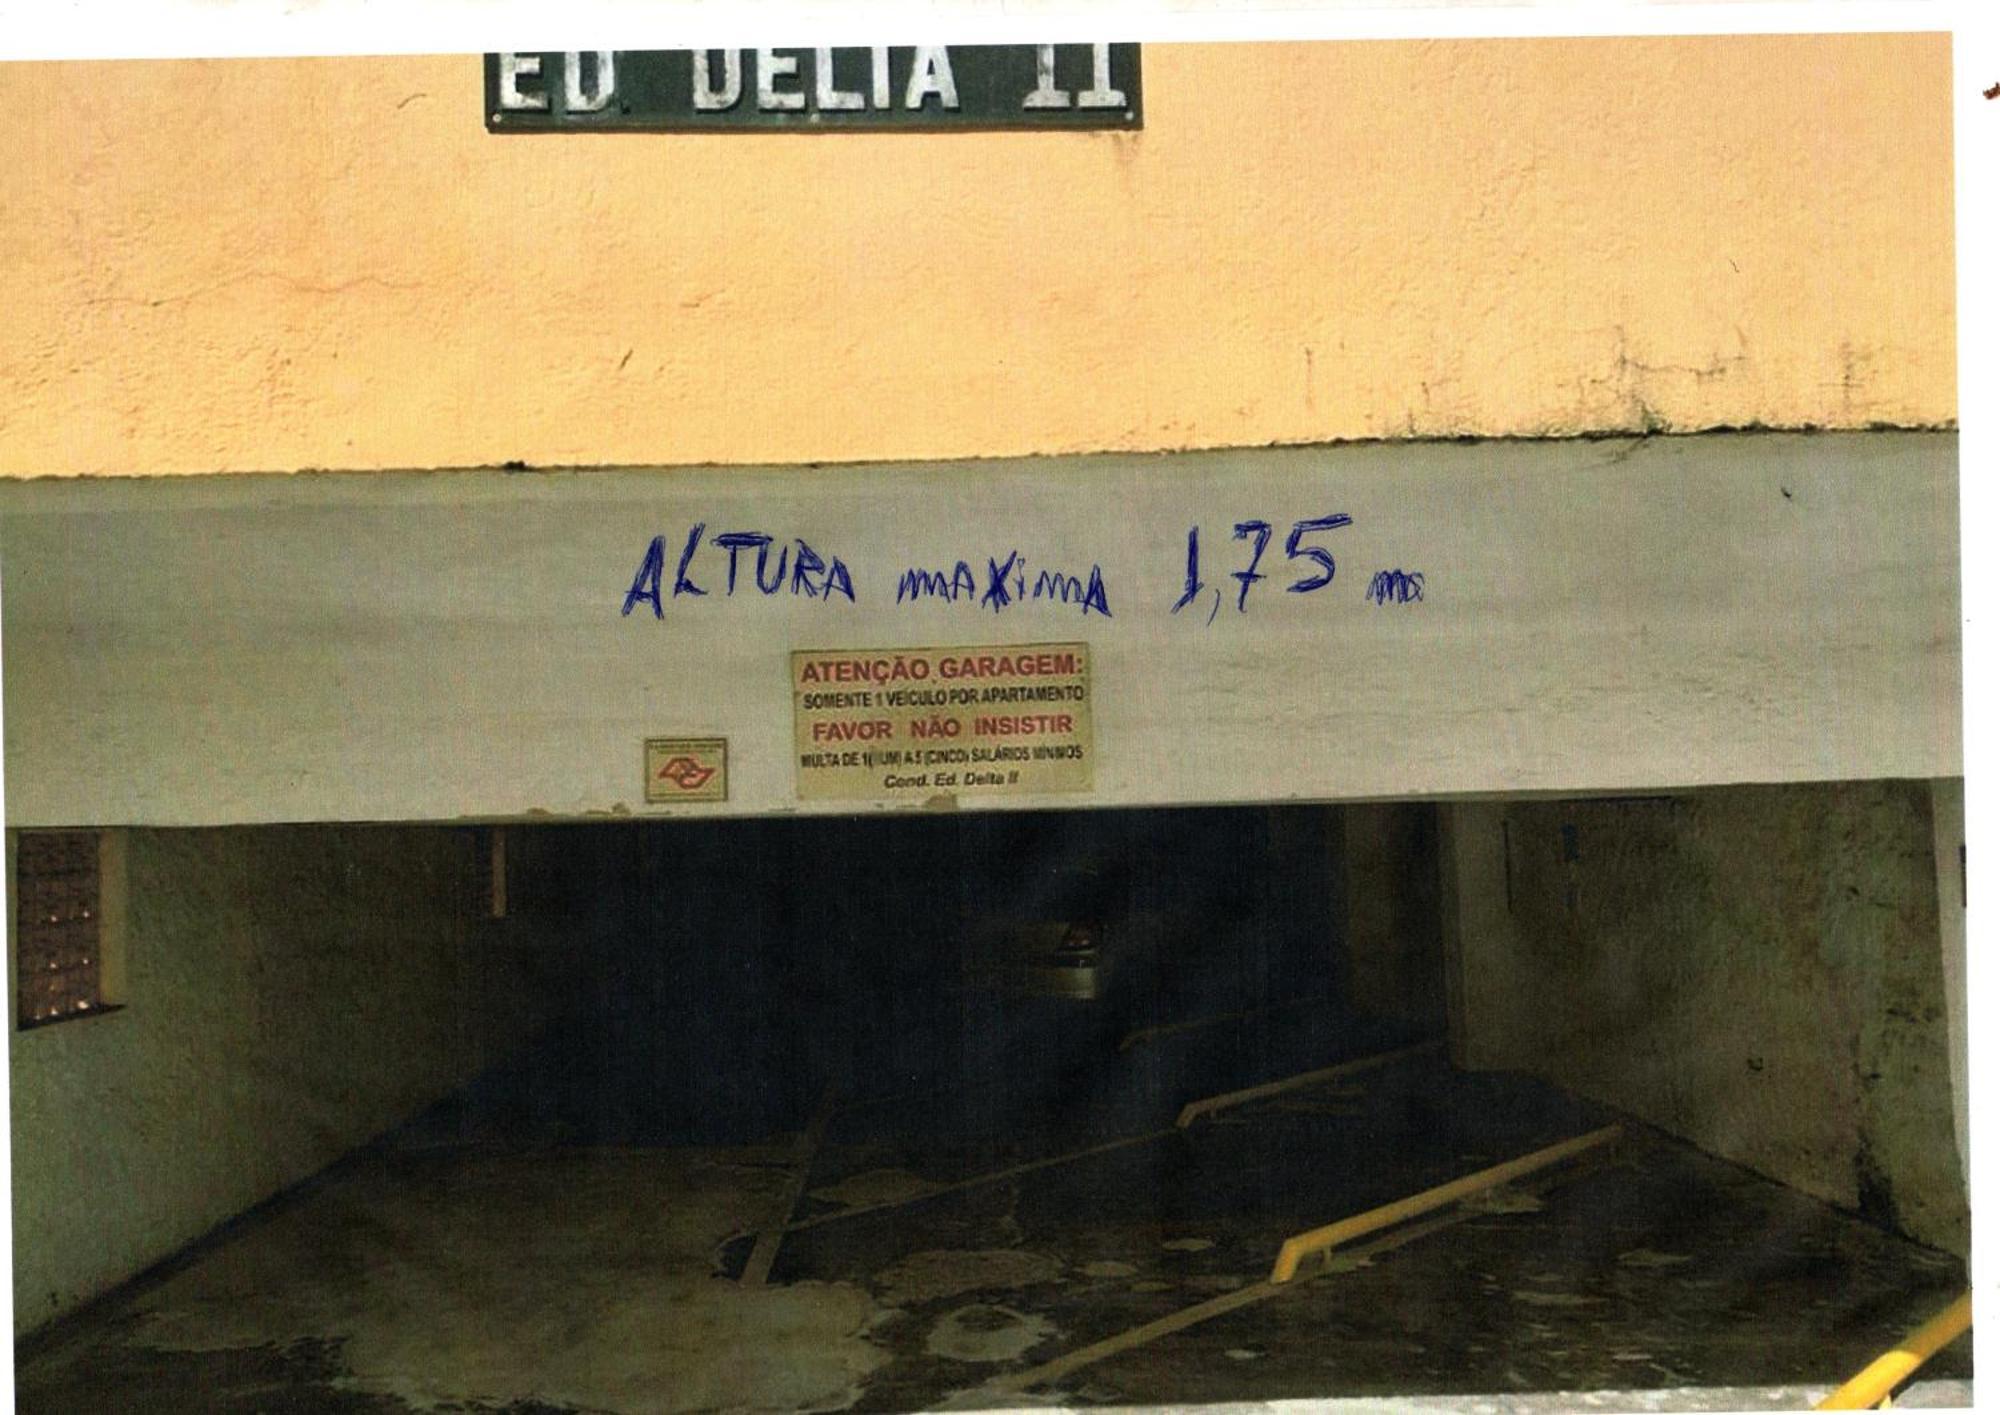 ED. DELTA II
ALTURA maxima 1,75 m
ATENÇÃO GARAGEM:
SOMENTE 1 VEÍCULO POR APARTAMENTO
FAVOR NÃO INSISTIR
MULTA DE 1(UM) A 5 (CINCO) SALÁRIOS MÍNIMOS
Cond. Ed. Delta II